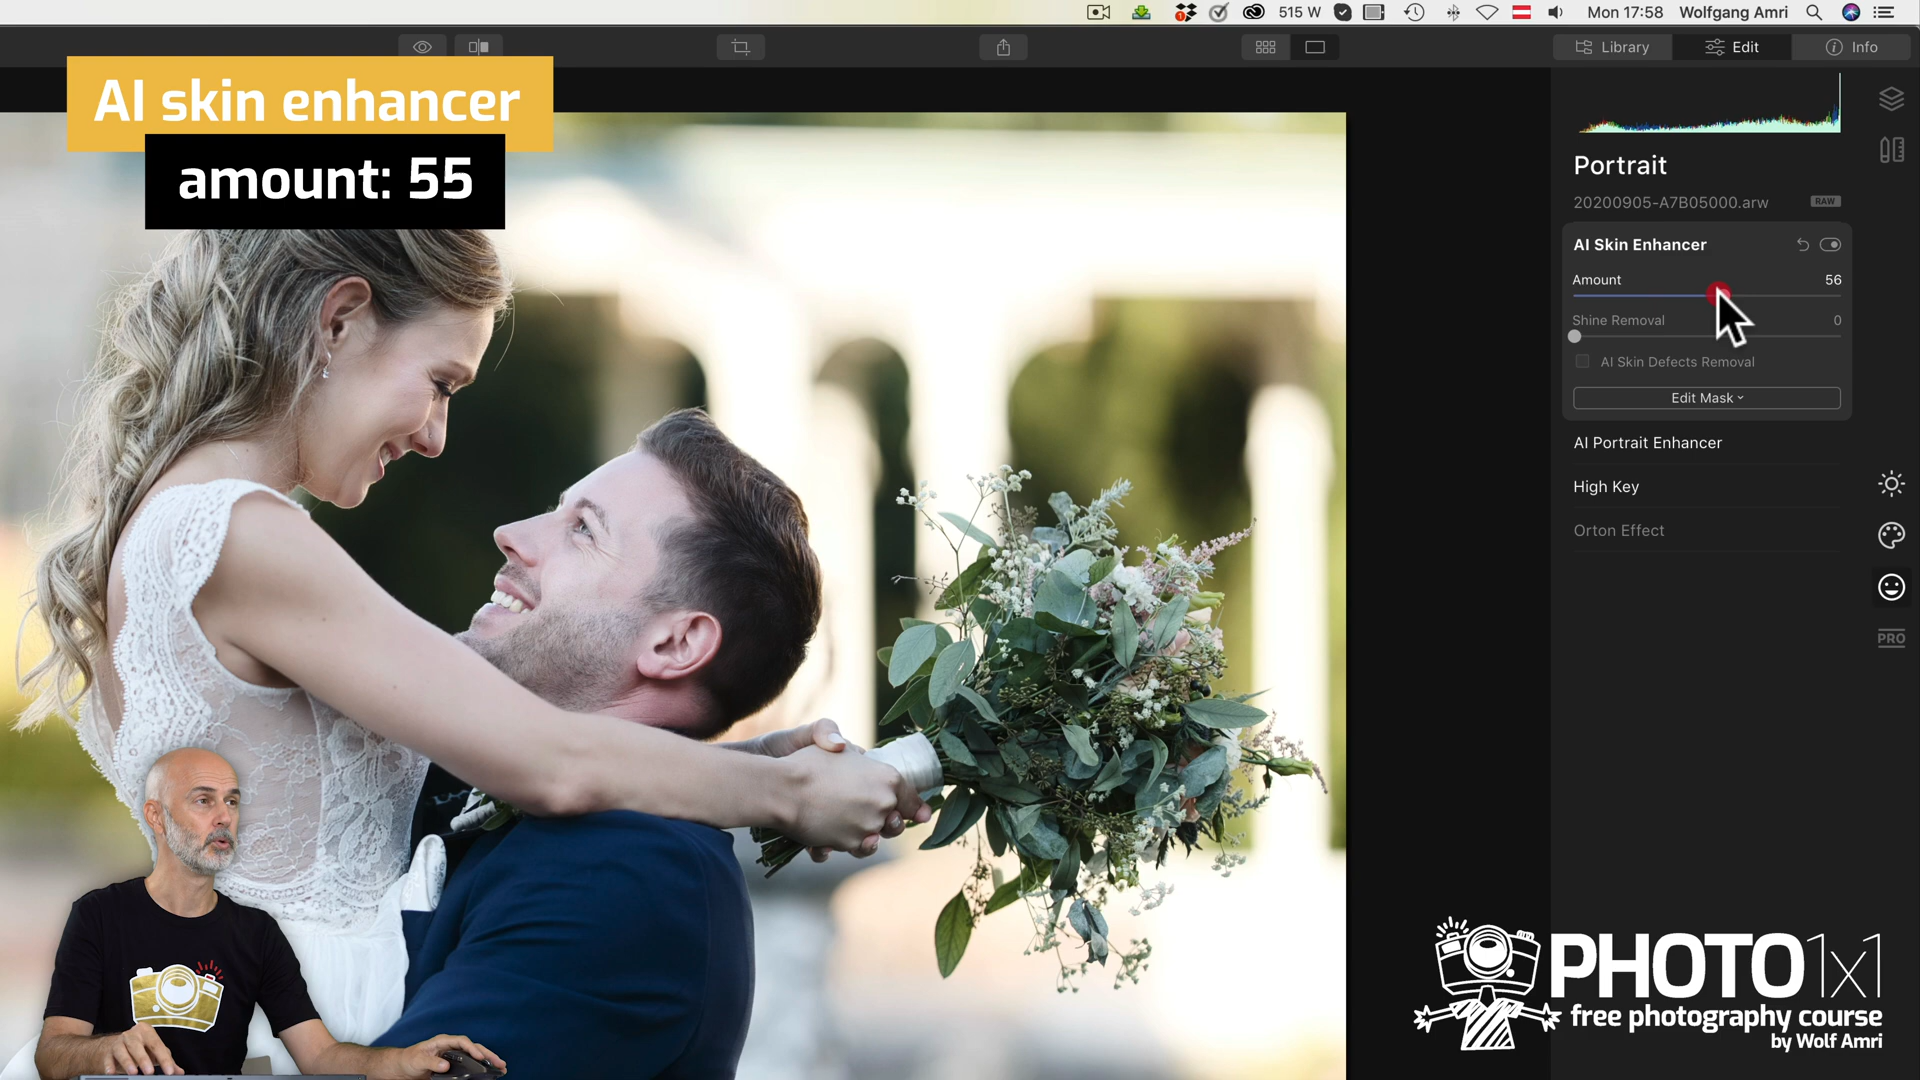 515 W
Mon 17:58
Wolfgang Amri
Library
Edit
Info
AI skin enhancer
amount: 55
Portrait
20200905-A7B05000.arw
RAW
AI Skin Enhancer
Amount 56
Shine Removal 0
AI Skin Defects Removal
Edit Mask
AI Portrait Enhancer
High Key
Orton Effect
PRO
PHOTO1x1
free photography course
by Wolf Amri